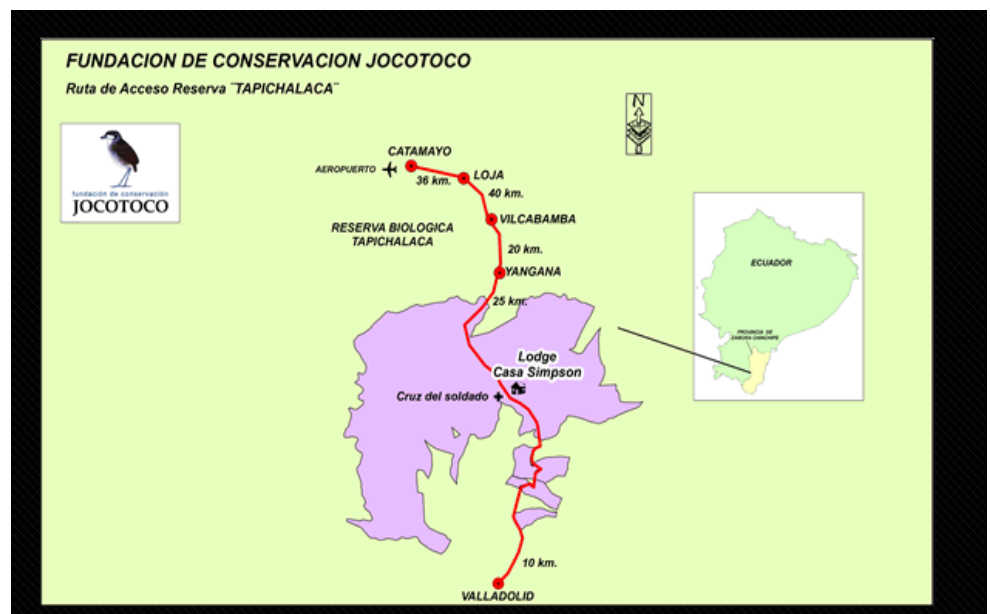 FUNDACION DE CONSERVACION JOCOTOCO
Ruta de Acceso Reserva ¨TAPICHALACA¨
fundación de conservación
JOCOTOCO
N
CATAMAYO
AEROPUERTO
36 km.
LOJA
40 km.
VILCABAMBA
RESERVA BIOLOGICA
TAPICHALACA
20 km.
YANGANA
25 km.
ECUADOR
PROVINCIA DE
ZAMORA CHINCHIPE
Lodge
Casa Simpson
Cruz del soldado
10 km.
VALLADOLID